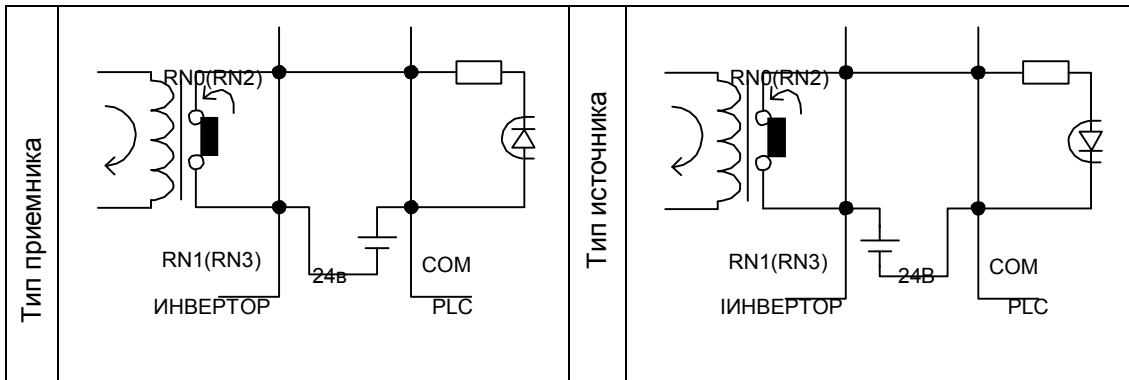 Тип приемника
RN0(RN2)
RN1(RN3)
24в
COM
ИНВЕРТОР
PLC
Тип источника
RN0(RN2)
RN1(RN3)
24В
COM
IИНВЕРТОР
PLC